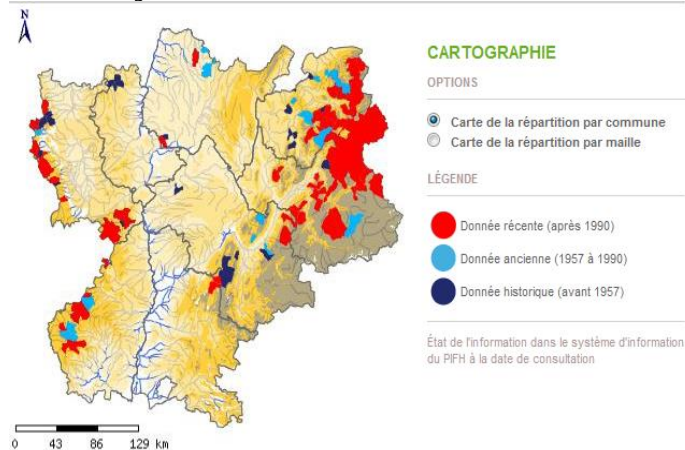 N
CARTOGRAPHIE
OPTIONS
Carte de la répartition par commune
Carte de la répartition par maille
LÉGENDE
Donnée récente (après 1990)
Donnée ancienne (1957 à 1990)
Donnée historique (avant 1957)
État de l'information dans le système d'information
du PIFH à la date de consultation
0 43 86 129 km